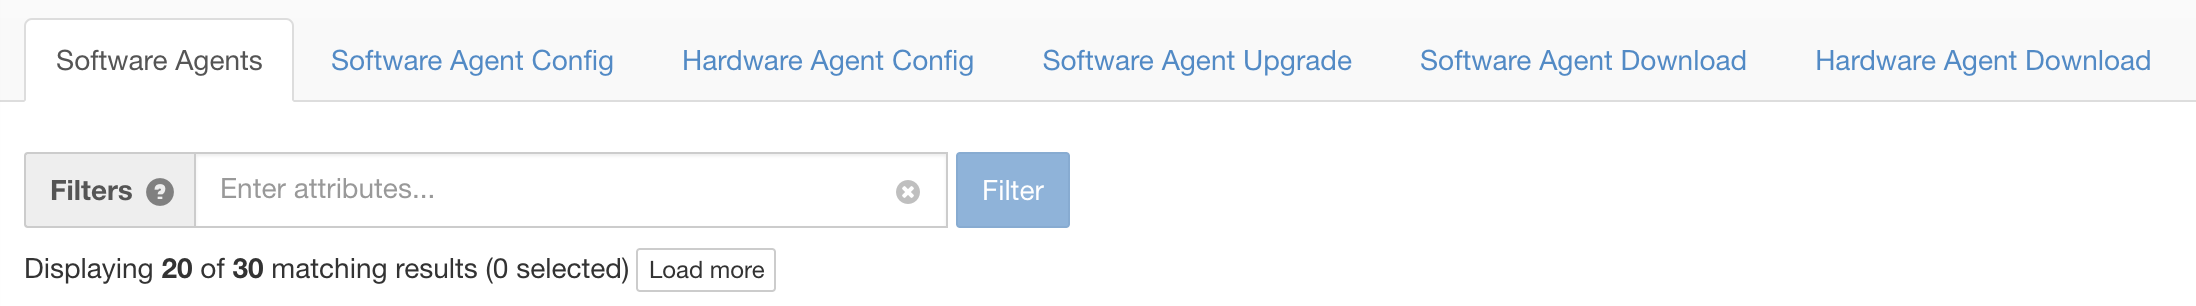 Software Agents Software Agent Config Hardware Agent Config Software Agent Upgrade Software Agent Download Hardware Agent Download
Filters ? Enter attributes... Filter
Displaying 20 of 30 matching results (0 selected) Load more